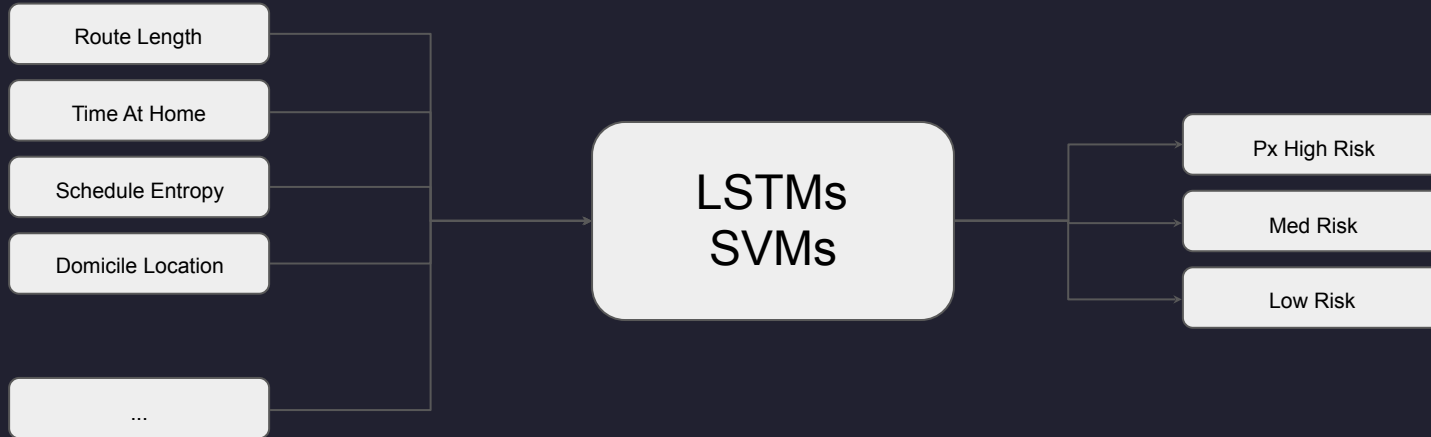 Route Length
Time At Home
Schedule Entropy
Domicile Location
...
LSTMs
SVMs
Px High Risk
Med Risk
Low Risk